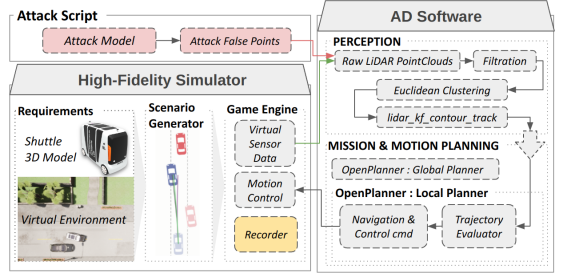 Attack Script
Attack Model
Attack False Points
High-Fidelity Simulator
Requirements
Shuttle
3D Model
Virtual Environment
Scenario
Generator
Game Engine
Virtual
Sensor
Data
Motion
Control
Recorder
AD Software
PERCEPTION
Raw LiDAR PointClouds
Filtration
Euclidean Clustering
lidar_kf_contour_track
MISSION & MOTION PLANNING
OpenPlanner : Global Planner
OpenPlanner : Local Planner
Navigation &
Control cmd
Trajectory
Evaluator